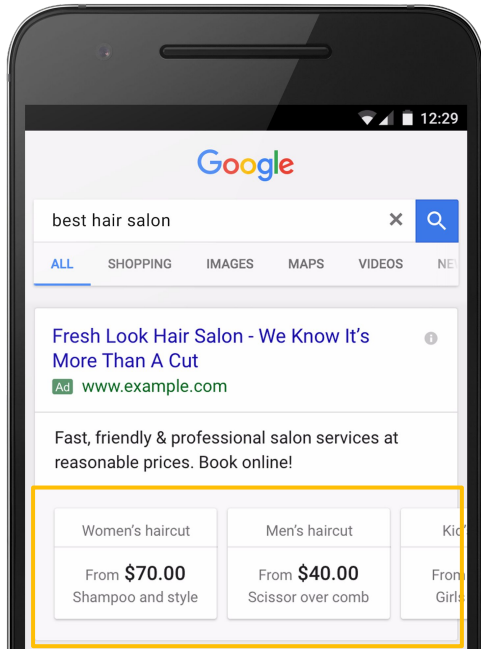 12:29
Google
best hair salon
ALL SHOPPING IMAGES MAPS VIDEOS
Fresh Look Hair Salon - We Know It's
More Than A Cut
Ad www.example.com
Fast, friendly & professional salon services at
reasonable prices. Book online!
Women's haircut Men's haircut
From $70.00 From $40.00 From
Shampoo and style Scissor over comb